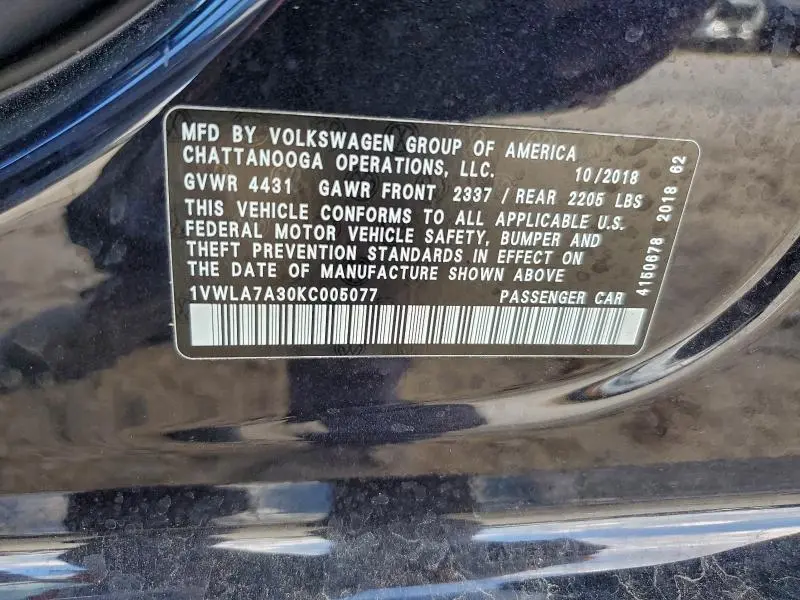 MFD BY VOLKSWAGEN GROUP OF AMERICA
CHATTANOOGA OPERATIONS, LLC. 10/2018
GVWR 4431 GAWR FRONT 2337 / REAR 2205 LBS
THIS VEHICLE CONFORMS TO ALL APPLICABLE U.S.
FEDERAL MOTOR VEHICLE SAFETY, BUMPER AND
THEFT PREVENTION STANDARDS IN EFFECT ON
THE DATE OF MANUFACTURE SHOWN ABOVE
1VWLA7A30KC005077 PASSENGER CAR
4150678 2018 62